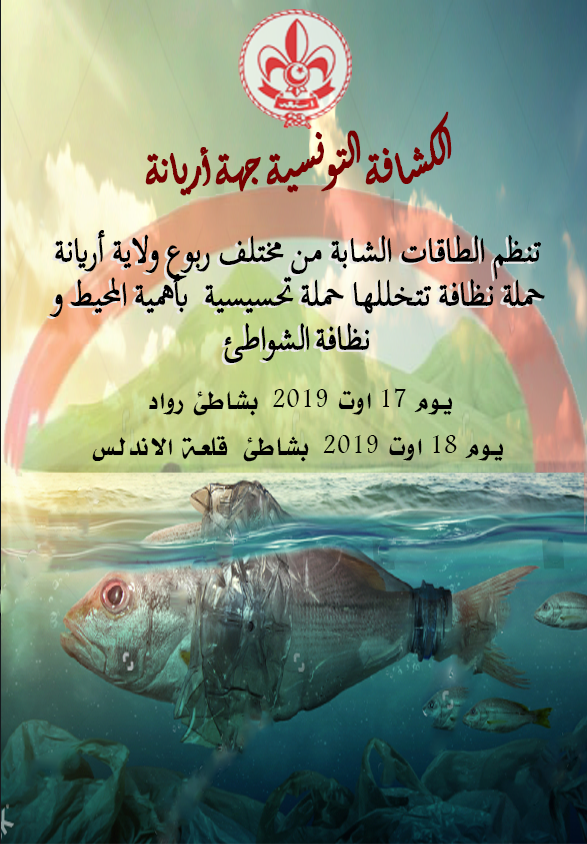 استعد
الكشافة التونسية جهة أريانة
تنظم الطاقات الشابة من مختلف ربوع ولاية أريانة
حملة نظافة تتخللها حملة تحسيسية بأهمية المحيط و
نظافة الشواطئ
يوم 17 اوت 2019 بشاطئ رواد
يوم 18 اوت 2019 بشاطئ قلعة الاندلس